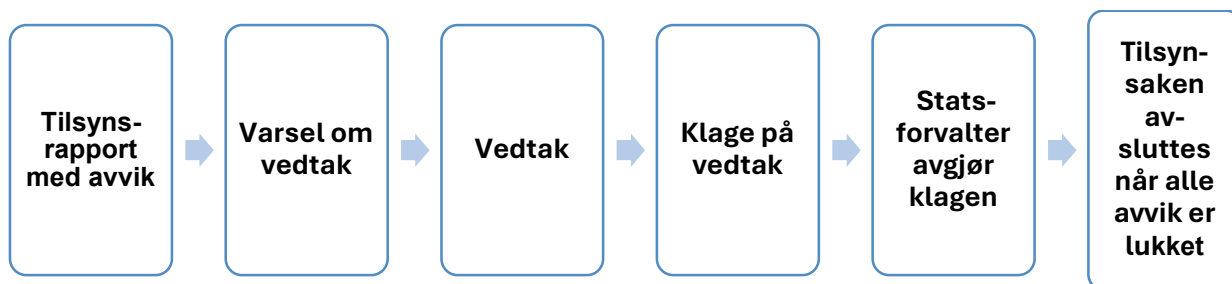 Tilsyns-
rapport
med avvik
Varsel om
vedtak
Vedtak
Klage på
vedtak
Stats-
forvalter
avgjør
klagen
Tilsyn-
saken
av-
sluttes
når alle
avvik er
lukket